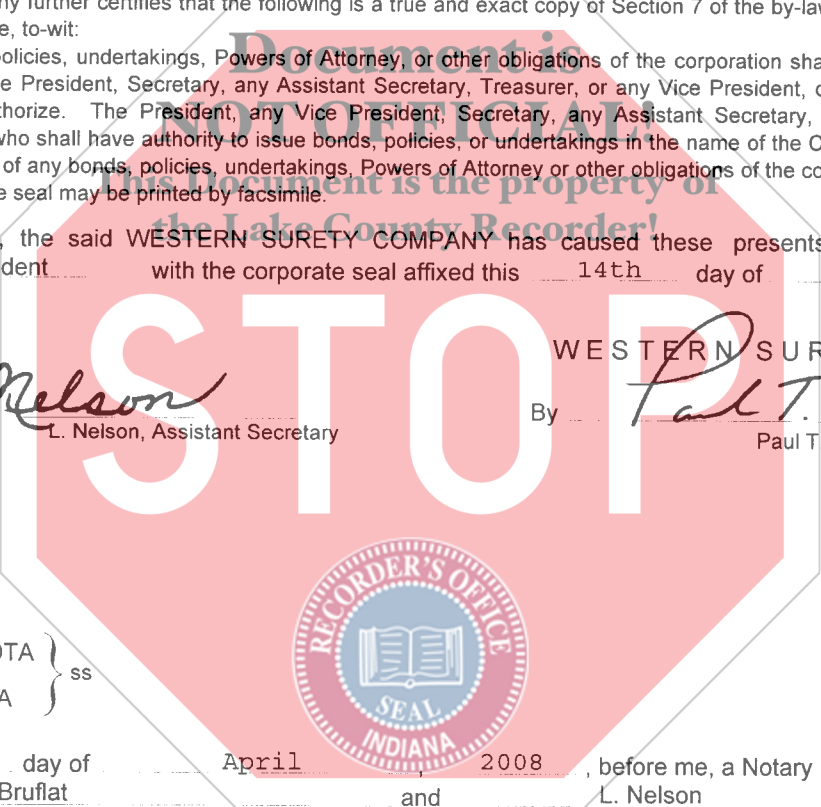 ny further certifies that the following is a true and exact copy of Section 7 of the by-law
e, to-wit:
olicies, undertakings, Powers of Attorney, or other obligations of the corporation sha
e President, Secretary, any Assistant Secretary, Treasurer, or any Vice President, o
thorize. The President, any Vice President, Secretary, any Assistant Secretary,
who shall have authority to issue bonds, policies, or undertakings in the name of the C
of any bonds, policies, undertakings, Powers of Attorney or other obligations of the co
e seal may be printed by facsimile.
Document is
NOT OFFICIAL!
This Document is the property of
the Lake County Recorder!
, the said WESTERN SURETY COMPANY has caused these presents
dent with the corporate seal affixed this 14th day of
STOP
WESTERN SUR
Nelson
By Paul T.
L. Nelson, Assistant Secretary
Paul T
RECORDER'S OFFICE
SEAL
INDIANA
OTA
A
ss
day of April , 2008 , before me, a Notary
Bruflat and L. Nelson